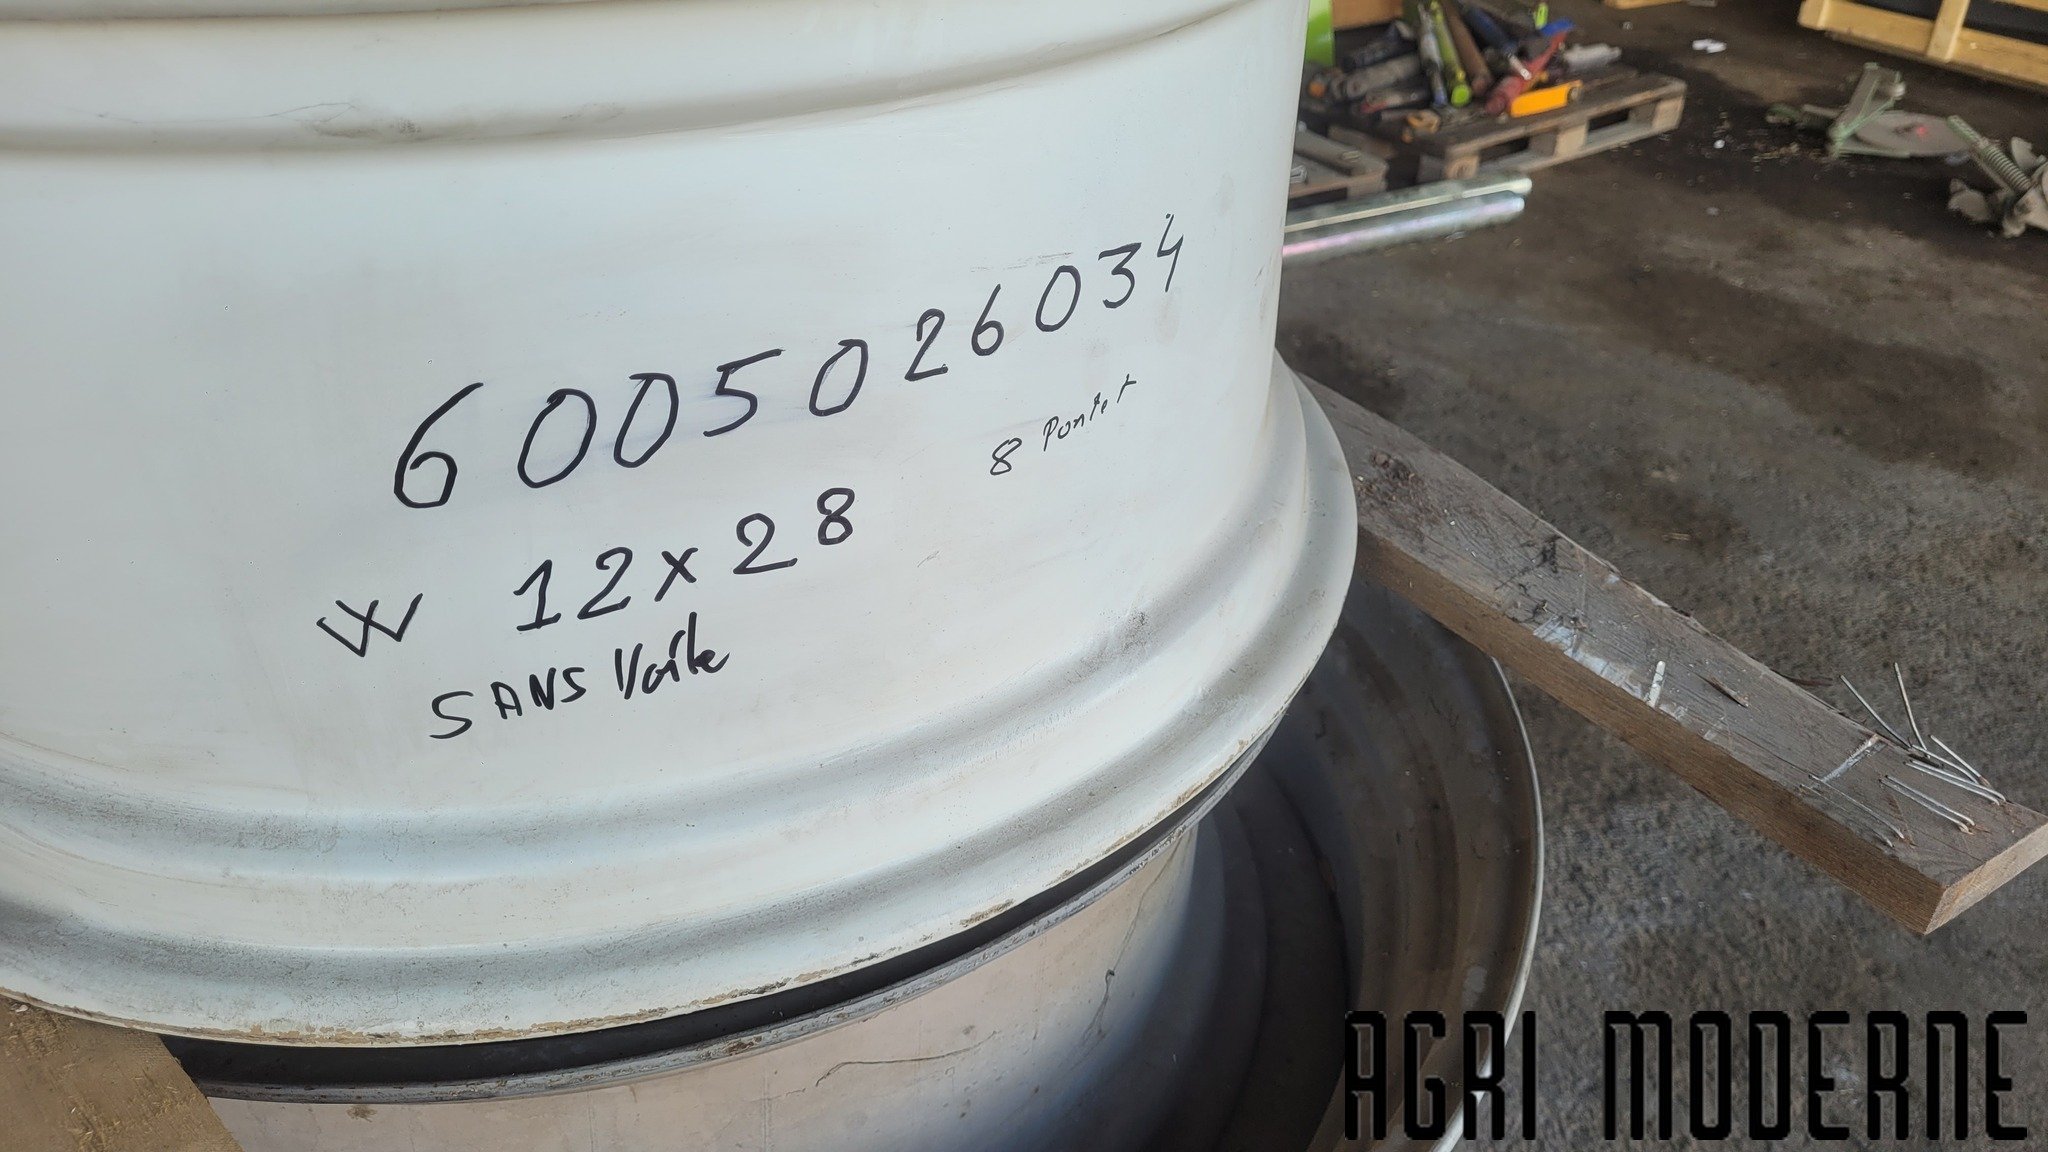 6005026034
8 Pontet
W 12x28
SANS Voile
AGRI MODERNE